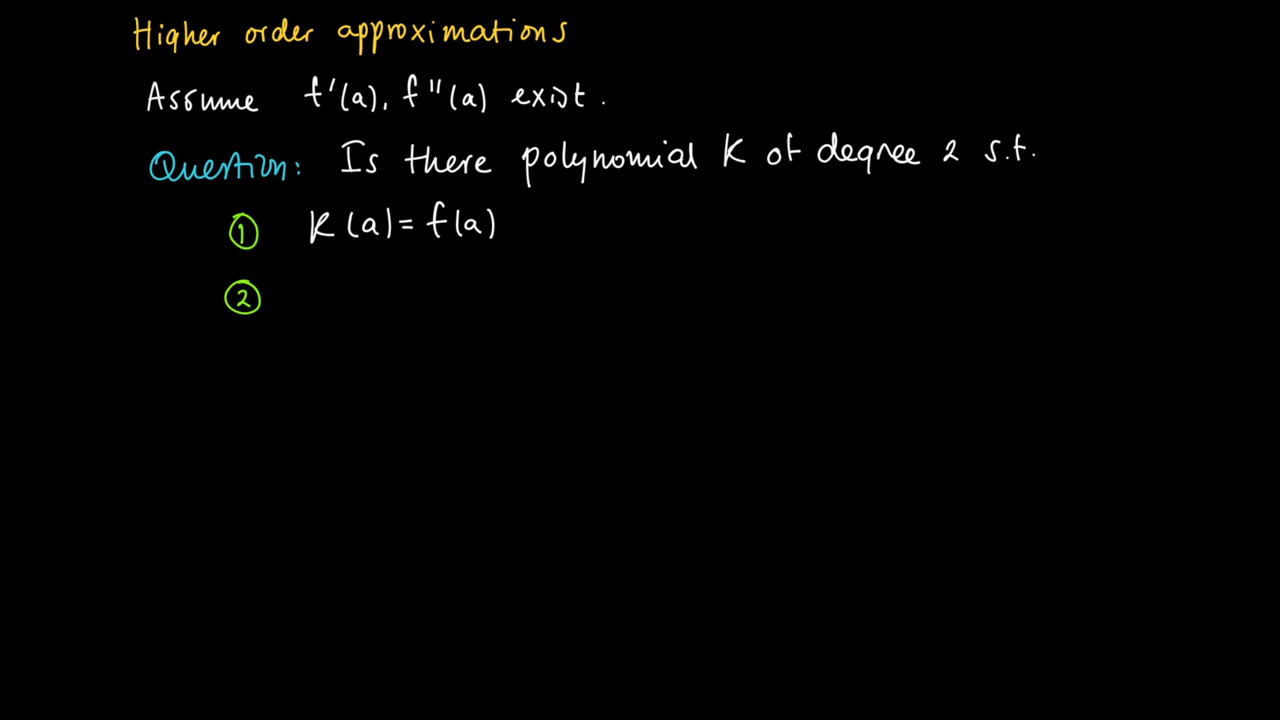 Higher order approximations
Assume f'(a), f''(a) exist.
Question: Is there polynomial K of degree 2 s.t.
① K(a) = f(a)
②